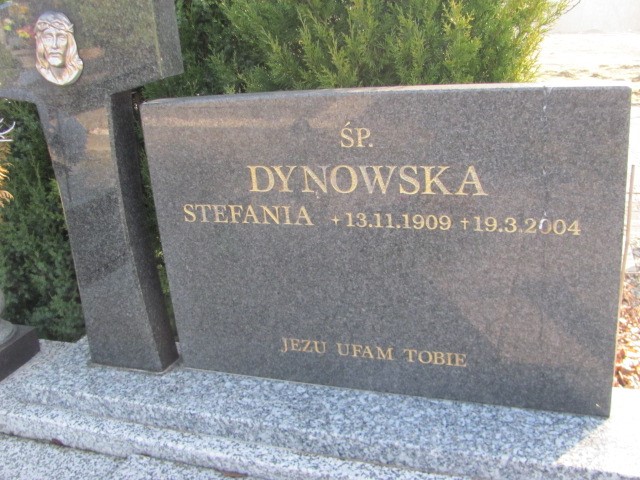 ŚP.
DYNOWSKA
STEFANIA +13.11.1909 †19.3.2004
JEZU UFAM TOBIE